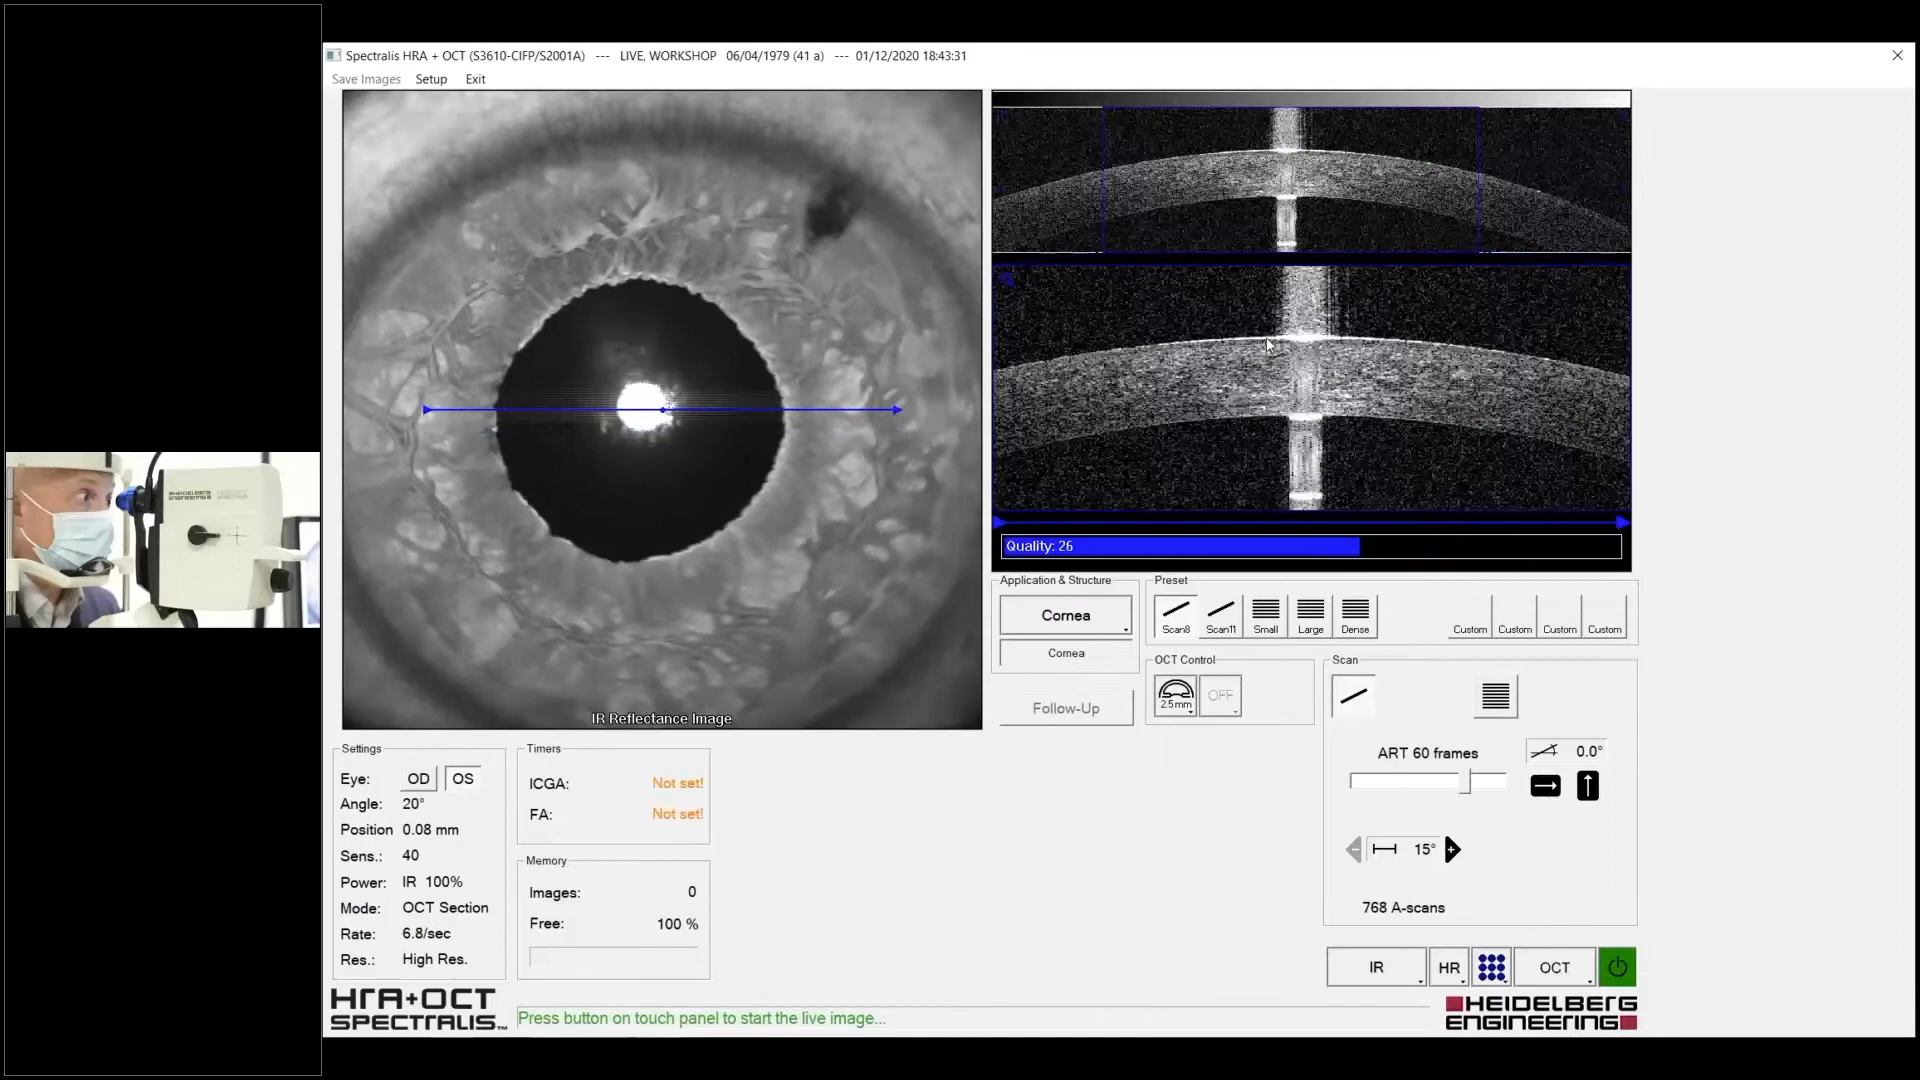 Spectralis HRA + OCT (S3610-CIFP/S2001A) --- LIVE, WORKSHOP 06/04/1979 (41 a) --- 01/12/2020 18:43:31
Save Images Setup Exit
IR Reflectance Image
Quality: 26
Application & Structure
Cornea
Cornea
Follow-Up
Preset
Scan8 Scan11 Small Large Dense Custom Custom Custom Custom
OCT Control
2.5mm OFF
Scan
ART 60 frames
0.0°
15°
768 A-scans
Settings
Eye: OD OS
Angle: 20°
Position 0.08 mm
Sens.: 40
Power: IR 100%
Mode: OCT Section
Rate: 6.8/sec
Res.: High Res.
Timers
ICGA: Not set!
FA: Not set!
Memory
Images: 0
Free: 100 %
IR HR OCT
HRA+OCT
SPECTRALIS™
Press button on touch panel to start the live image...
HEIDELBERG
ENGINEERING
HEIDELBERG
ENGINEERING
SPECTRALIS